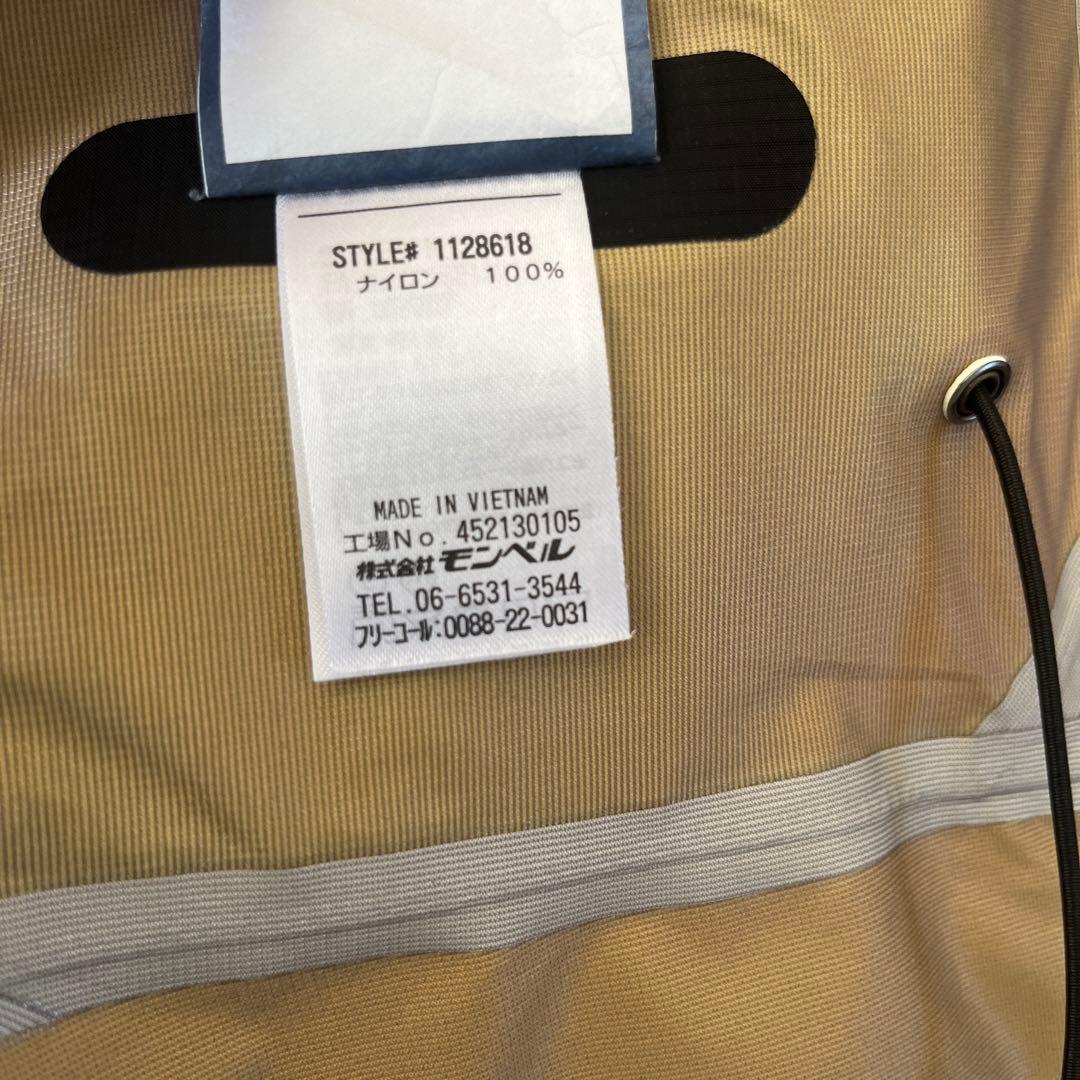 STYLE# 1128618
ナイロン 100%
MADE IN VIETNAM
工場No. 452130105
株式会社 モンベル
TEL.06-6531-3544
フリーコール:0088-22-0031